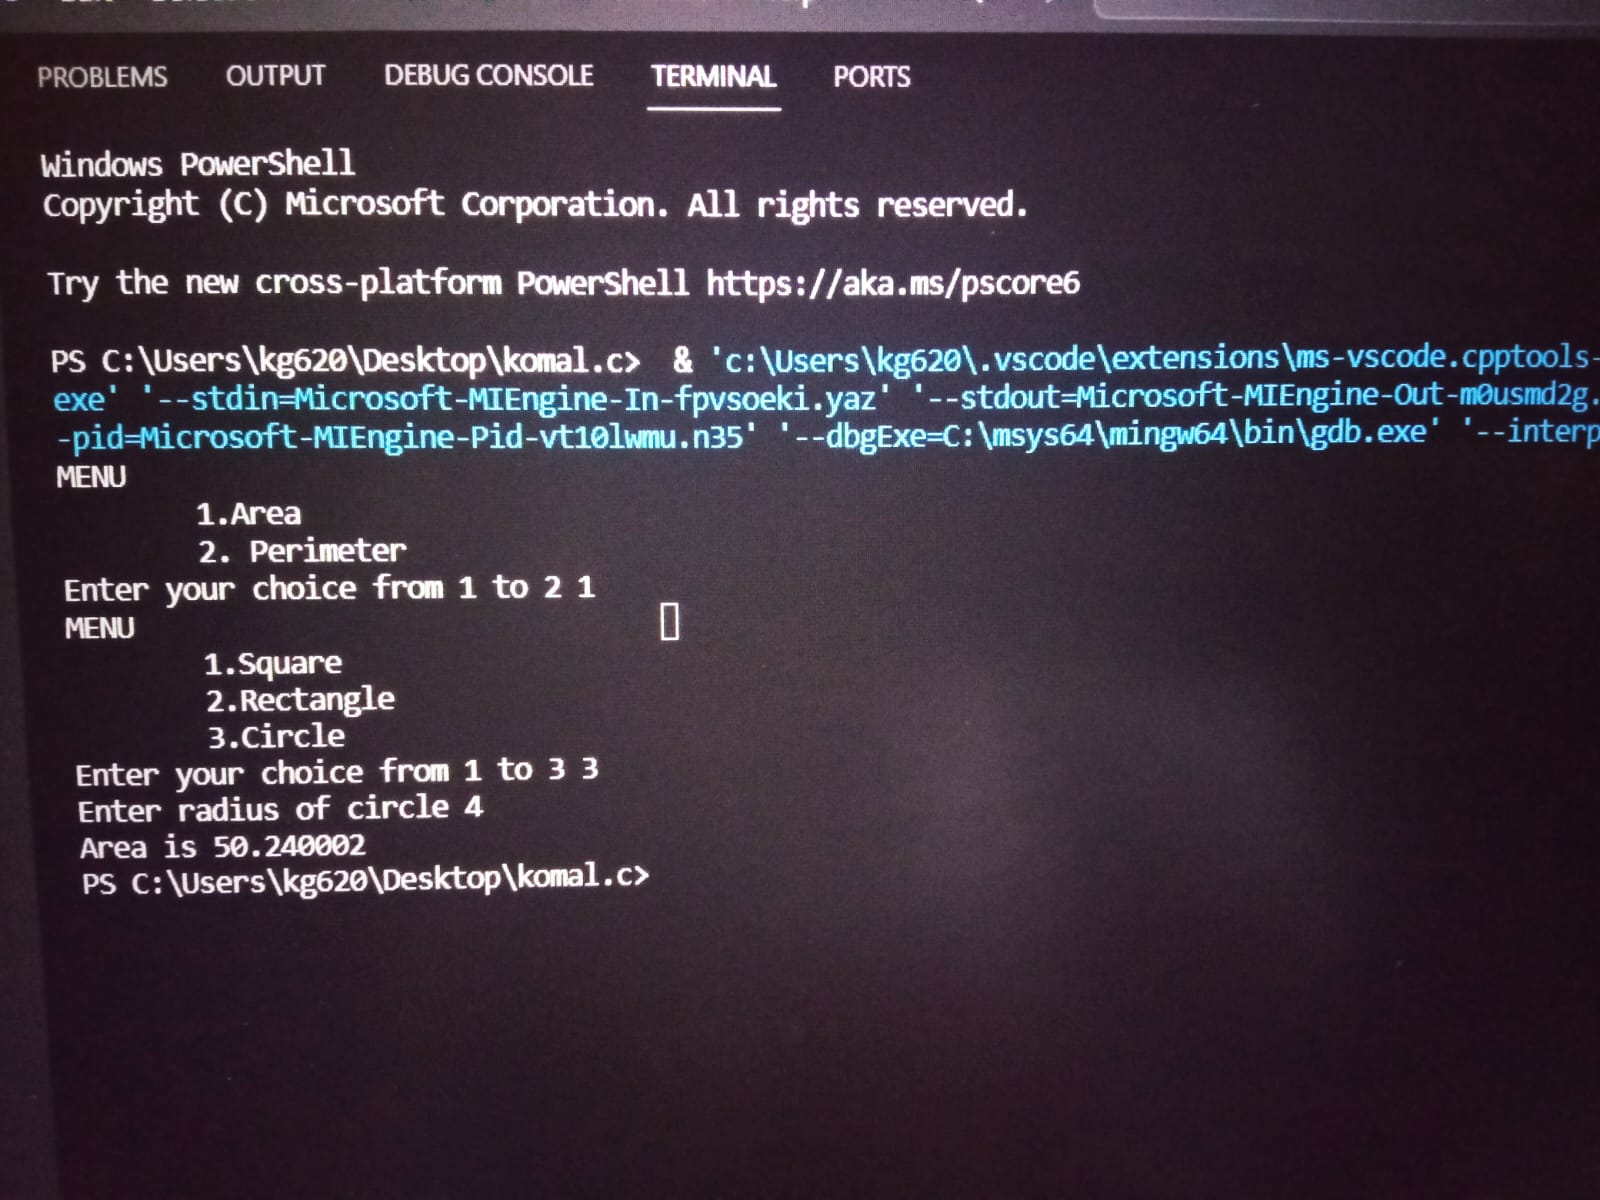 PROBLEMS OUTPUT DEBUG CONSOLE TERMINAL PORTS
Windows PowerShell
Copyright (C) Microsoft Corporation. All rights reserved.
Try the new cross-platform PowerShell https://aka.ms/pscore6
PS C:\Users\kg620\Desktop\komal.c> & 'c:\Users\kg620\.vscode\extensions\ms-vscode.cpptools-
exe' '--stdin=Microsoft-MIEngine-In-fpvsoeki.yaz' '--stdout=Microsoft-MIEngine-Out-m0usmd2g.
-pid=Microsoft-MIEngine-Pid-vt10lwmu.n35' '--dbgExe=C:\msys64\mingw64\bin\gdb.exe' '--interp
MENU
1.Area
2. Perimeter
Enter your choice from 1 to 2 1
MENU
1.Square
2.Rectangle
3.Circle
Enter your choice from 1 to 3 3
Enter radius of circle 4
Area is 50.240002
PS C:\Users\kg620\Desktop\komal.c>